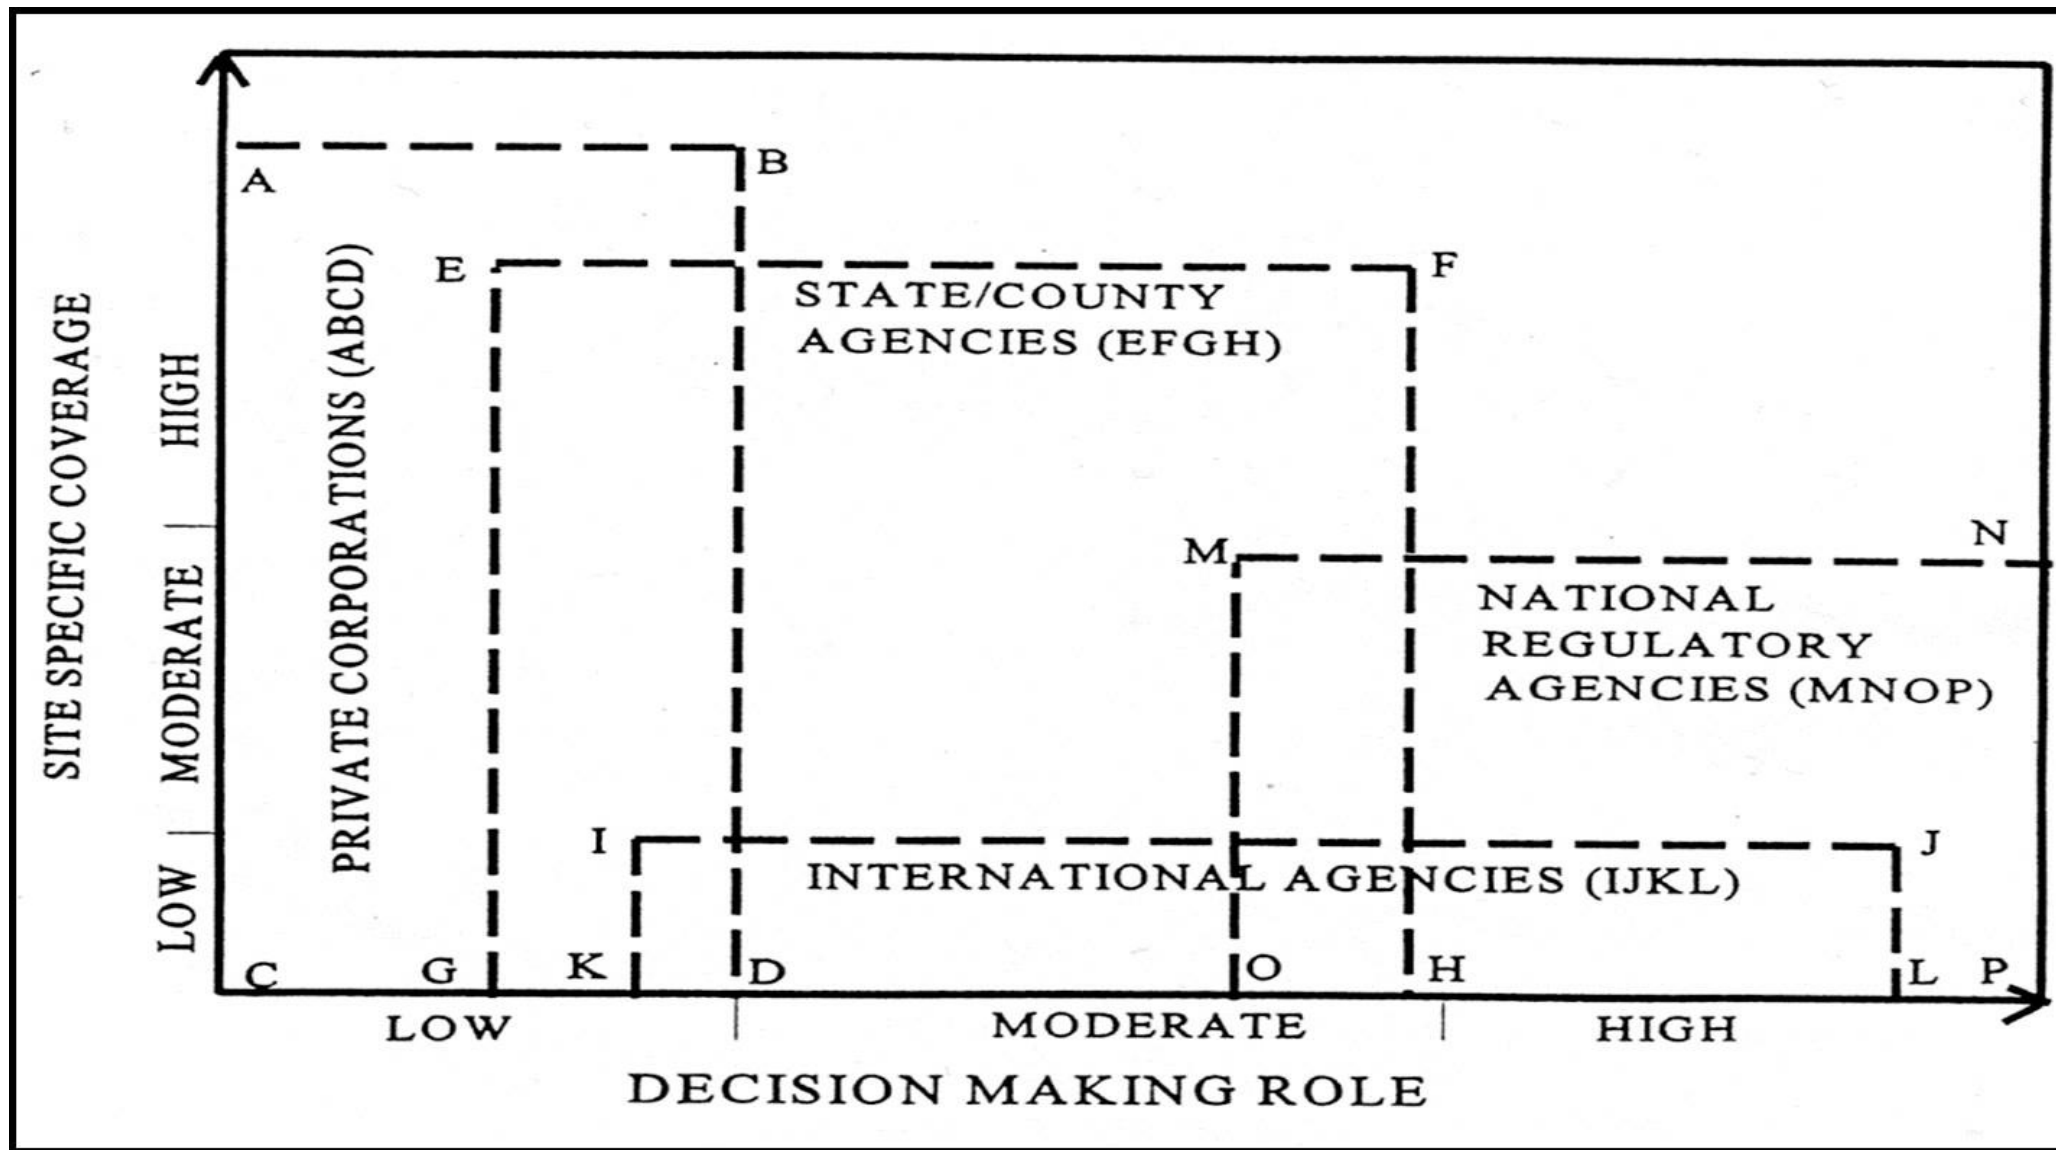 SITE SPECIFIC COVERAGE
HIGH
MODERATE
LOW
PRIVATE CORPORATIONS (ABCD)
A
B
E
F
STATE/COUNTY
AGENCIES (EFGH)
M
N
NATIONAL
REGULATORY
AGENCIES (MNOP)
I
J
INTERNATIONAL AGENCIES (IJKL)
C
G
K
D
O
H
L
P
LOW
MODERATE
HIGH
DECISION MAKING ROLE